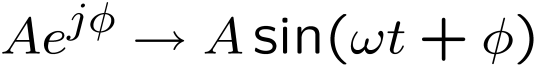 Ae^{jϕ} → A sin(ωt + ϕ)